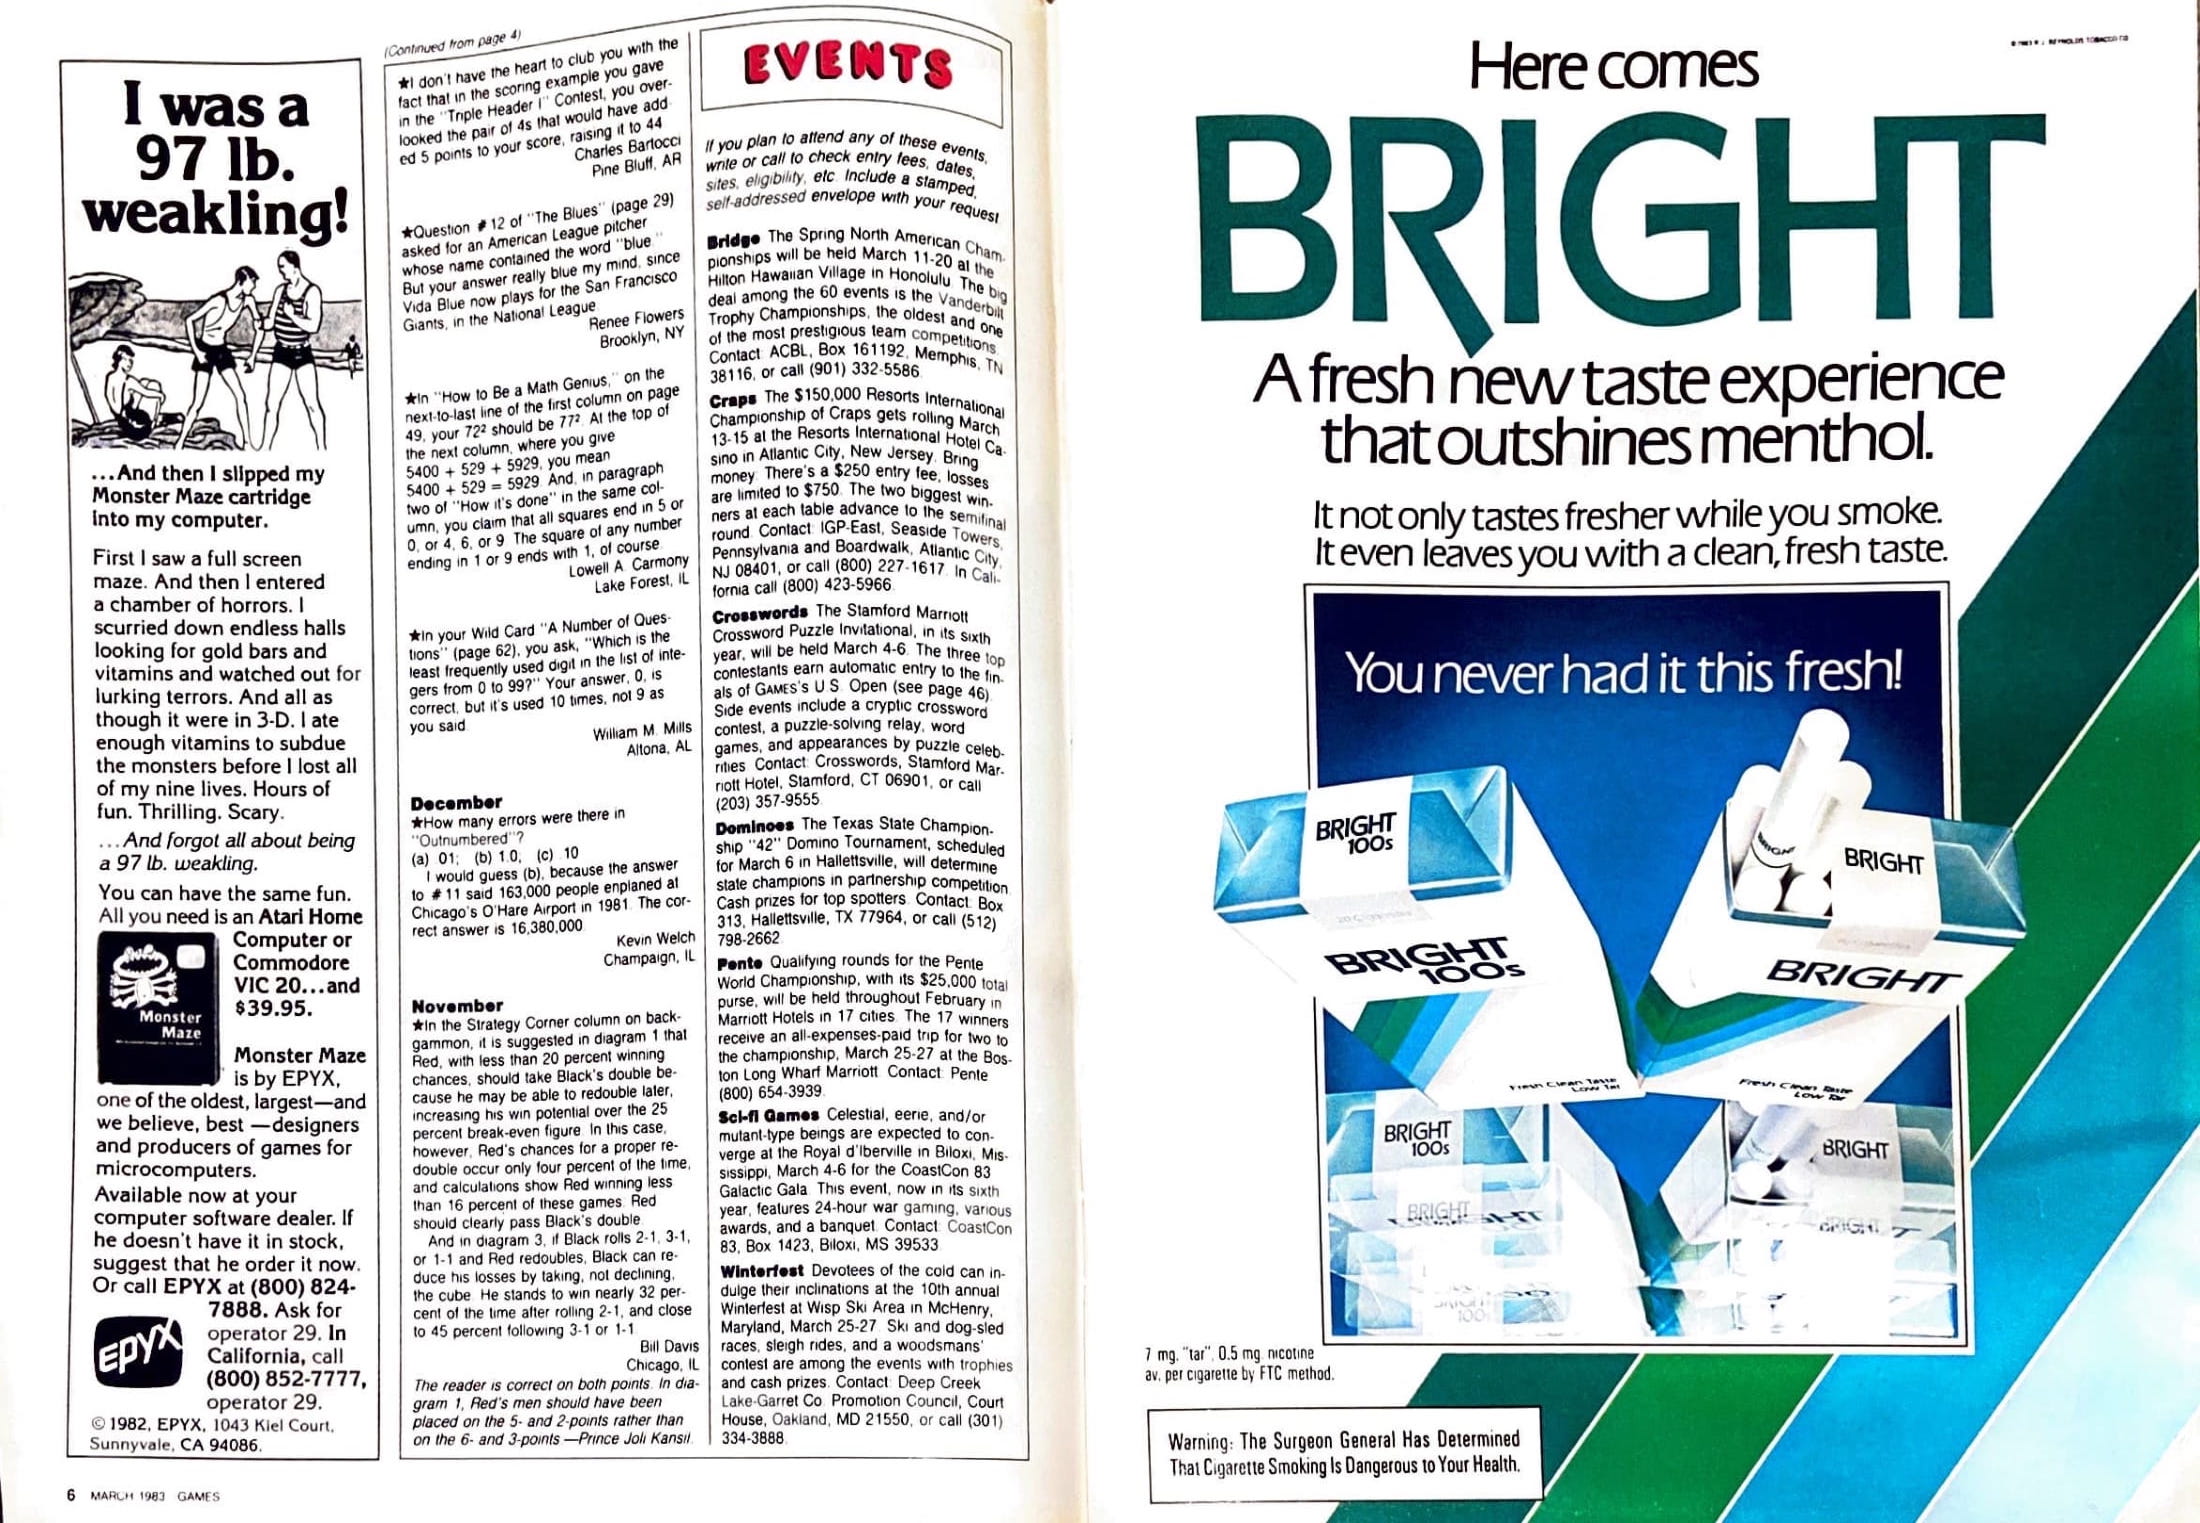 I was a
97 lb.
weakling!
...And then I slipped my
Monster Maze cartridge
into my computer.
First I saw a full screen
maze. And then I entered
a chamber of horrors. I
scurried down endless halls
looking for gold bars and
vitamins and watched out for
lurking terrors. And all as
though it were in 3-D. I ate
enough vitamins to subdue
the monsters before I lost all
of my nine lives. Hours of
fun. Thrilling. Scary.
...And forgot all about being
a 97 lb. weakling.
You can have the same fun.
All you need is an Atari Home
Computer or
Commodore
VIC 20...and
$39.95.
Monster
Maze
Monster Maze
is by EPYX,
one of the oldest, largest—and
we believe, best —designers
and producers of games for
microcomputers.
Available now at your
computer software dealer. If
he doesn't have it in stock,
suggest that he order it now.
Or call EPYX at (800) 824-
7888. Ask for
operator 29. In
California, call
(800) 852-7777,
operator 29.
EPYX
© 1982, EPYX, 1043 Kiel Court,
Sunnyvale, CA 94086.
6 MARCH 1983 GAMES
(Continued from page 4)
★I don't have the heart to club you with the
fact that in the scoring example you gave
in the "Triple Header I" Contest, you over-
looked the pair of 4s that would have add-
ed 5 points to your score, raising it to 44
Charles Bartocci
Pine Bluff, AR
★Question #12 of "The Blues" (page 29)
asked for an American League pitcher
whose name contained the word "blue."
But your answer really blue my mind, since
Vida Blue now plays for the San Francisco
Giants, in the National League
Renee Flowers
Brooklyn, NY
★In "How to Be a Math Genius," on the
next-to-last line of the first column on page
49, your 72² should be 77². At the top of
the next column, where you give
5400 + 529 + 5929, you mean
5400 + 529 = 5929. And, in paragraph
two of "How it's done" in the same col-
umn, you claim that all squares end in 5 or
0, or 4, 6, or 9. The square of any number
ending in 1 or 9 ends with 1, of course.
Lowell A. Carmony
Lake Forest, IL
★In your Wild Card "A Number of Ques-
tions" (page 62), you ask, "Which is the
least frequently used digit in the list of inte-
gers from 0 to 99?" Your answer, 0, is
correct, but it's used 10 times, not 9 as
you said.
William M. Mills
Altona, AL
December
★How many errors were there in
"Outnumbered"?
(a) 01; (b) 1.0; (c) .10
I would guess (b), because the answer
to #11 said 163,000 people enplaned at
Chicago's O'Hare Airport in 1981. The cor-
rect answer is 16,380,000.
Kevin Welch
Champaign, IL
November
★In the Strategy Corner column on back-
gammon, it is suggested in diagram 1 that
Red, with less than 20 percent winning
chances, should take Black's double be-
cause he may be able to redouble later,
increasing his win potential over the 25
percent break-even figure. In this case,
however, Red's chances for a proper re-
double occur only four percent of the time,
and calculations show Red winning less
than 16 percent of these games. Red
should clearly pass Black's double.
And in diagram 3, if Black rolls 2-1, 3-1,
or 1-1 and Red redoubles, Black can re-
duce his losses by taking, not declining,
the cube. He stands to win nearly 32 per-
cent of the time after rolling 2-1, and close
to 45 percent following 3-1 or 1-1.
Bill Davis
Chicago, IL
The reader is correct on both points. In dia-
gram 1, Red's men should have been
placed on the 5- and 2-points rather than
on the 6- and 3-points —Prince Joli Kansil.
EVENTS
If you plan to attend any of these events,
write or call to check entry fees, dates,
sites, eligibility, etc. Include a stamped,
self-addressed envelope with your request
Bridge The Spring North American Cham-
pionships will be held March 11-20 at the
Hilton Hawaiian Village in Honolulu. The big
deal among the 60 events is the Vanderbilt
Trophy Championships, the oldest and one
of the most prestigious team competitions.
Contact: ACBL, Box 161192, Memphis, TN
38116, or call (901) 332-5586.
Craps The $150,000 Resorts International
Championship of Craps gets rolling March
13-15 at the Resorts International Hotel Ca-
sino in Atlantic City, New Jersey. Bring
money. There's a $250 entry fee, losses
are limited to $750. The two biggest win-
ners at each table advance to the semifinal
round. Contact: IGP-East, Seaside Towers,
Pennsylvania and Boardwalk, Atlantic City,
NJ 08401, or call (800) 227-1617. In Cali-
fornia call (800) 423-5966.
Crosswords The Stamford Marriott
Crossword Puzzle Invitational, in its sixth
year, will be held March 4-6. The three top
contestants earn automatic entry to the fin-
als of GAMES's U.S. Open (see page 46).
Side events include a cryptic crossword
contest, a puzzle-solving relay, word
games, and appearances by puzzle celeb-
rities. Contact: Crosswords, Stamford Mar-
riott Hotel, Stamford, CT 06901, or call
(203) 357-9555.
Dominoes The Texas State Champion-
ship "42" Domino Tournament, scheduled
for March 6 in Hallettsville, will determine
state champions in partnership competition.
Cash prizes for top spotters. Contact: Box
313, Hallettsville, TX 77964, or call (512)
798-2662.
Pente Qualifying rounds for the Pente
World Championship, with its $25,000 total
purse, will be held throughout February in
Marriott Hotels in 17 cities. The 17 winners
receive an all-expenses-paid trip for two to
the championship, March 25-27 at the Bos-
ton Long Wharf Marriott. Contact: Pente
(800) 654-3939.
Sci-fi Games Celestial, eerie, and/or
mutant-type beings are expected to con-
verge at the Royal d'Iberville in Biloxi, Mis-
sissippi, March 4-6 for the CoastCon 83
Galactic Gala. This event, now in its sixth
year, features 24-hour war gaming, various
awards, and a banquet. Contact: CoastCon
83, Box 1423, Biloxi, MS 39533.
Winterfest Devotees of the cold can in-
dulge their inclinations at the 10th annual
Winterfest at Wisp Ski Area in McHenry,
Maryland, March 25-27. Ski and dog-sled
races, sleigh rides, and a woodsmans'
contest are among the events with trophies
and cash prizes. Contact: Deep Creek
Lake-Garret Co. Promotion Council, Court
House, Oakland, MD 21550, or call (301)
334-3888.
© 1983 R. J. REYNOLDS TOBACCO CO.
Here comes
BRIGHT
A fresh new taste experience
that outshines menthol.
It not only tastes fresher while you smoke.
It even leaves you with a clean, fresh taste.
You never had it this fresh!
BRIGHT
100s
BRIGHT
100s
Fresh Clean Taste
Low Tar
BRIGHT
BRIGHT
BRIGHT
Fresh Clean Taste
Low Tar
BRIGHT
100s
BRIGHT
BRIGHT
BRIGHT
7 mg. "tar", 0.5 mg. nicotine
av. per cigarette by FTC method.
Warning: The Surgeon General Has Determined
That Cigarette Smoking Is Dangerous to Your Health.